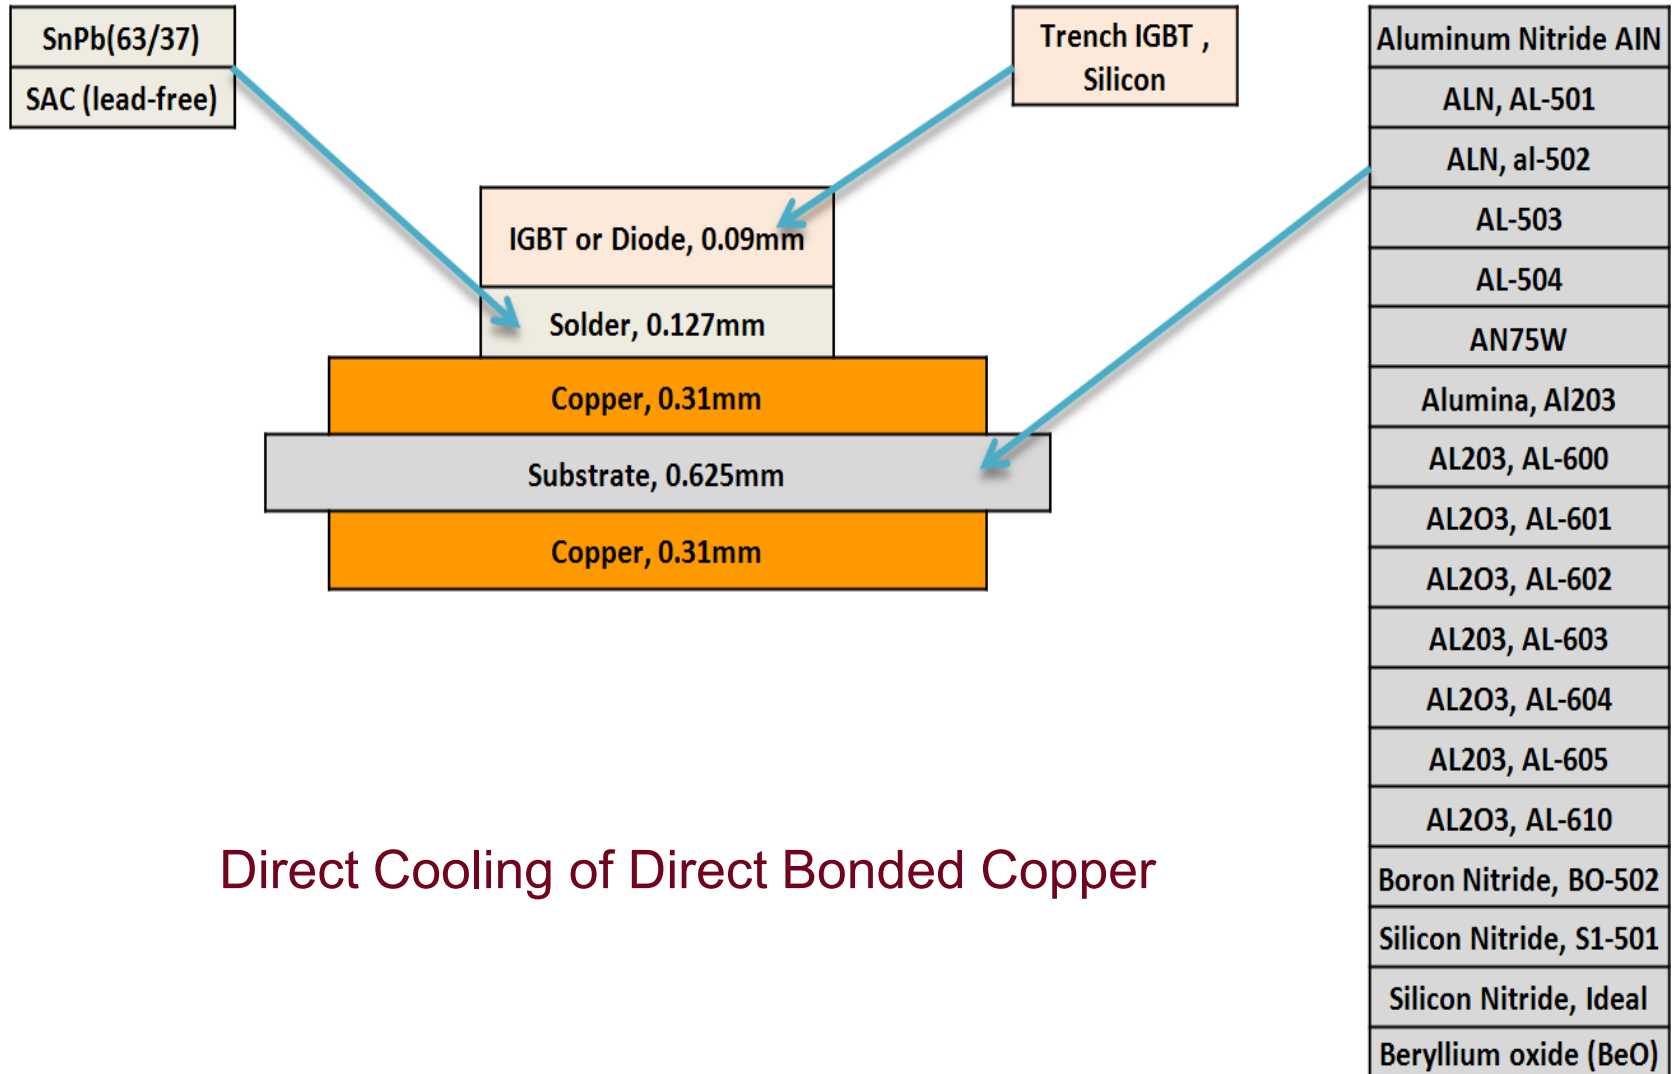 SnPb(63/37)
SAC (lead-free)
Trench IGBT ,
Silicon
IGBT or Diode, 0.09mm
Solder, 0.127mm
Copper, 0.31mm
Substrate, 0.625mm
Copper, 0.31mm
Direct Cooling of Direct Bonded Copper
Aluminum Nitride AIN
ALN, AL-501
ALN, al-502
AL-503
AL-504
AN75W
Alumina, Al203
AL203, AL-600
AL2O3, AL-601
AL2O3, AL-602
AL203, AL-603
AL2O3, AL-604
AL203, AL-605
AL2O3, AL-610
Boron Nitride, BO-502
Silicon Nitride, S1-501
Silicon Nitride, Ideal
Beryllium oxide (BeO)